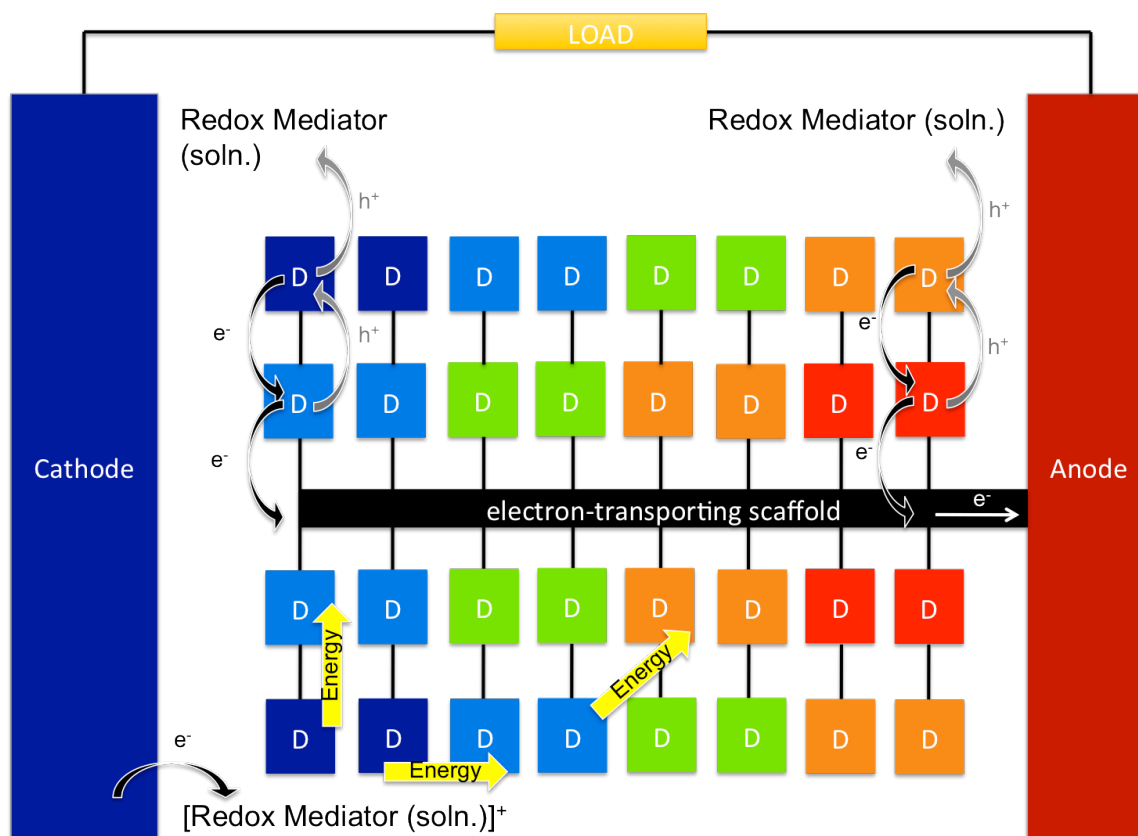 LOAD
Redox Mediator
(soln.)
Redox Mediator (soln.)
h⁺
h⁺
D D D D D D D D
e⁻
h⁺
e⁻
h⁺
D D D D D D D D
e⁻
e⁻
Cathode
Anode
electron-transporting scaffold
e⁻
D D D D D D D D
Energy
Energy
D D D D D D D D
e⁻
Energy
[Redox Mediator (soln.)]⁺